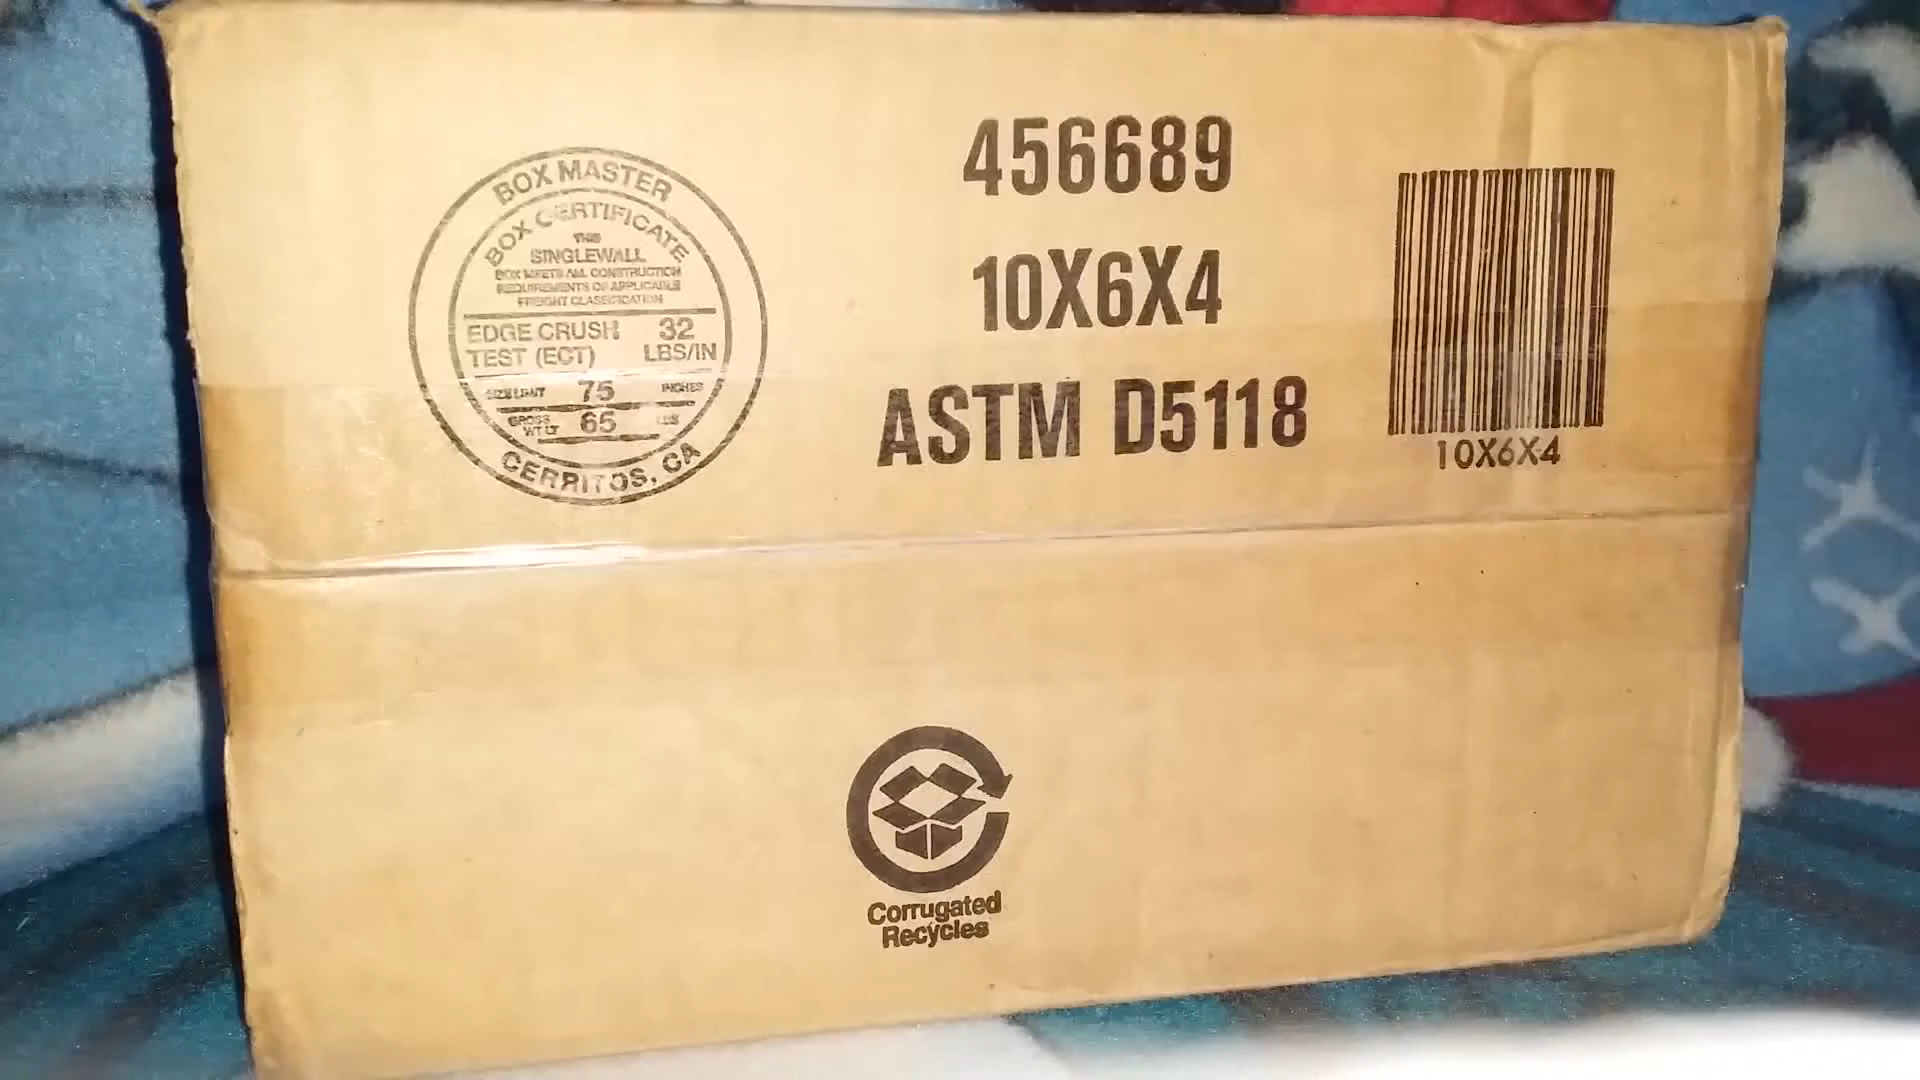 BOX MASTER
BOX CERTIFICATE
THIS
SINGLEWALL
BOX MEETS ALL CONSTRUCTION
REQUIREMENTS OF APPLICABLE
FREIGHT CLASSIFICATION
EDGE CRUSH 32
TEST (ECT) LBS/IN
SIZE LIMIT 75 INCHES
GROSS
WT LT 65 LBS
CERRITOS, CA
456689
10X6X4
ASTM D5118
10X6X4
Corrugated
Recycles